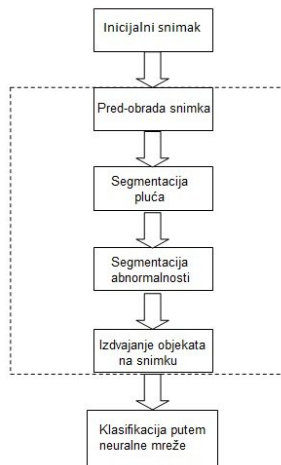 Inicijalni snimak
Pred-obrada snimka
Segmentacija
pluća
Segmentacija
abnormalnosti
Izdvajanje objekata
na snimku
Klasifikacija putem
neuralne mreže